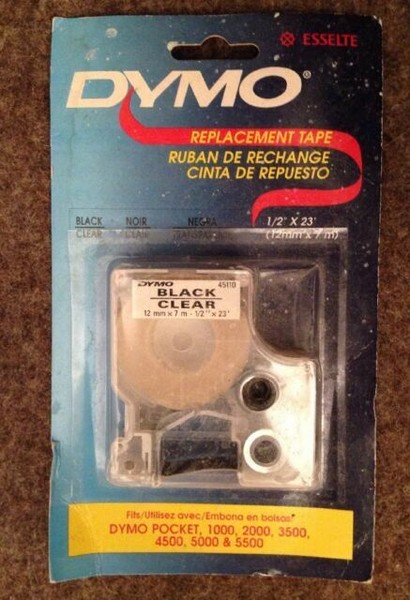 ESSELTE
DYMO®
REPLACEMENT TAPE
RUBAN DE RECHANGE
CINTA DE REPUESTO
BLACK NOIR NEGRA 1/2" X 23'
CLEAR CLAIR TRANSPARENTE (12mm x 7 m)
DYMO 45110
BLACK
CLEAR
12 mm x 7 m - 1/2" x 23'
Fits/Utilisez avec/Embona en bolsas*
DYMO POCKET, 1000, 2000, 3500,
4500, 5000 & 5500